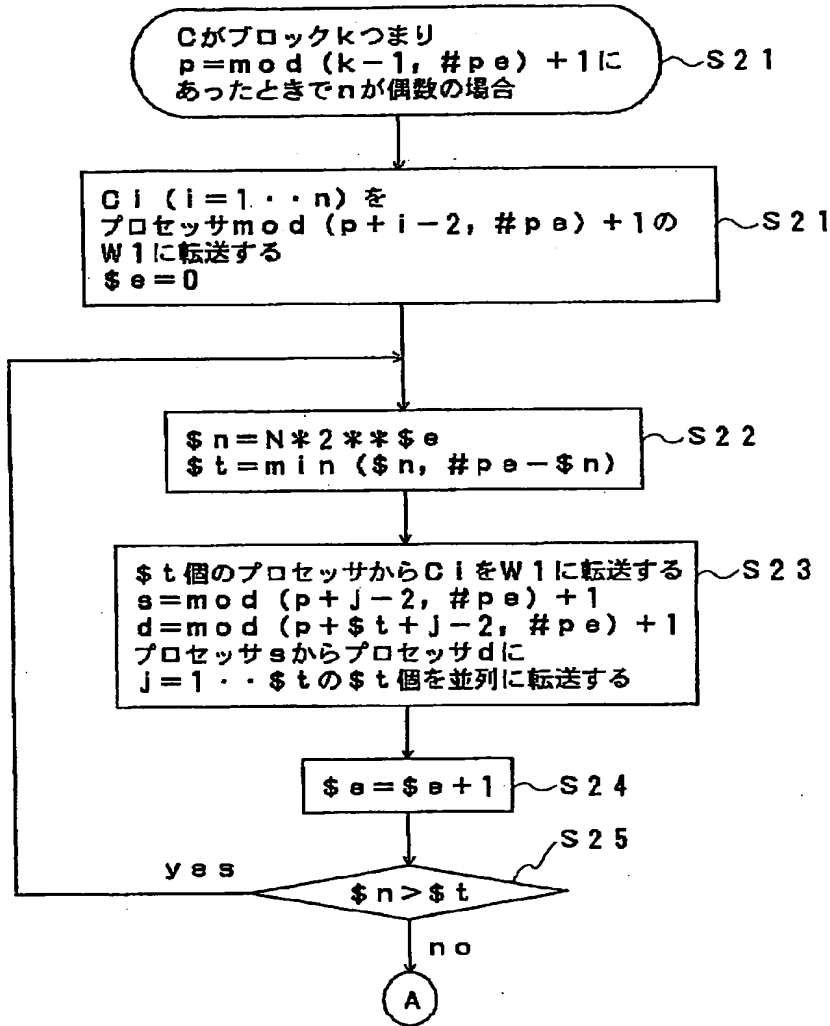 Cがブロックkつまり
p=mod(k-1, #pe)+1に
あったときでnが偶数の場合
S21
Ci(i=1‥n)を
プロセッサmod(p+i-2, #pe)+1の
W1に転送する
$e=0
S21
$n=N*2**$e
$t=min($n, #pe-$n)
S22
$t個のプロセッサからCiをW1に転送する
s=mod(p+j-2, #pe)+1
d=mod(p+$t+j-2, #pe)+1
プロセッサsからプロセッサdに
j=1‥$tの$t個を並列に転送する
S23
$e=$e+1
S24
S25
yes
$n>$t
no
A